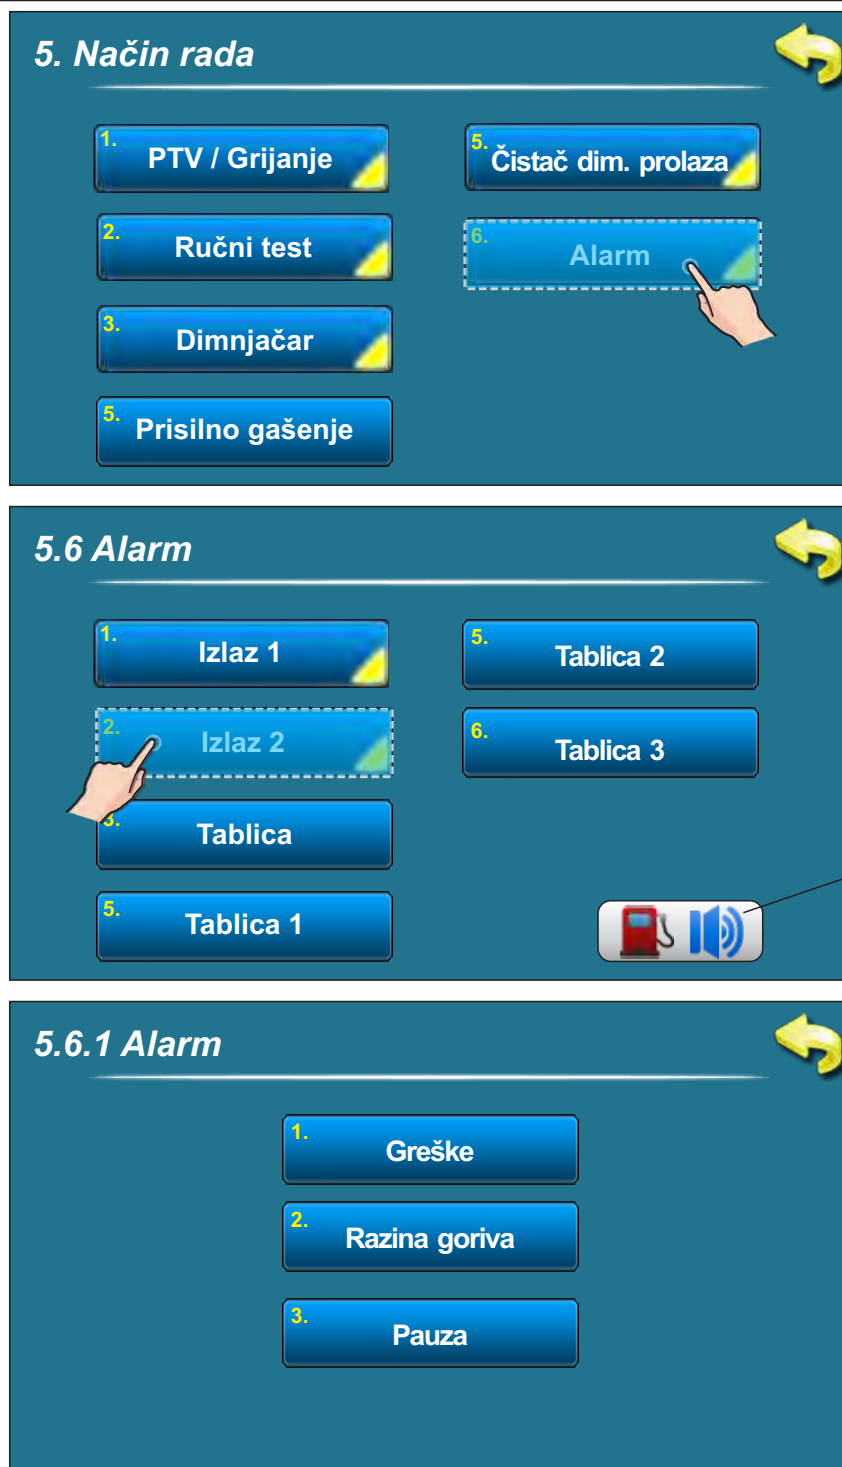 5. Način rada
1.
PTV / Grijanje
2.
Ručni test
3.
Dimnjačar
5.
Prisilno gašenje
5.
Čistač dim. prolaza
6.
Alarm
5.6 Alarm
1.
Izlaz 1
2.
Izlaz 2
3.
Tablica
5.
Tablica 1
5.
Tablica 2
6.
Tablica 3
5.6.1 Alarm
1.
Greške
2.
Razina goriva
3.
Pauza